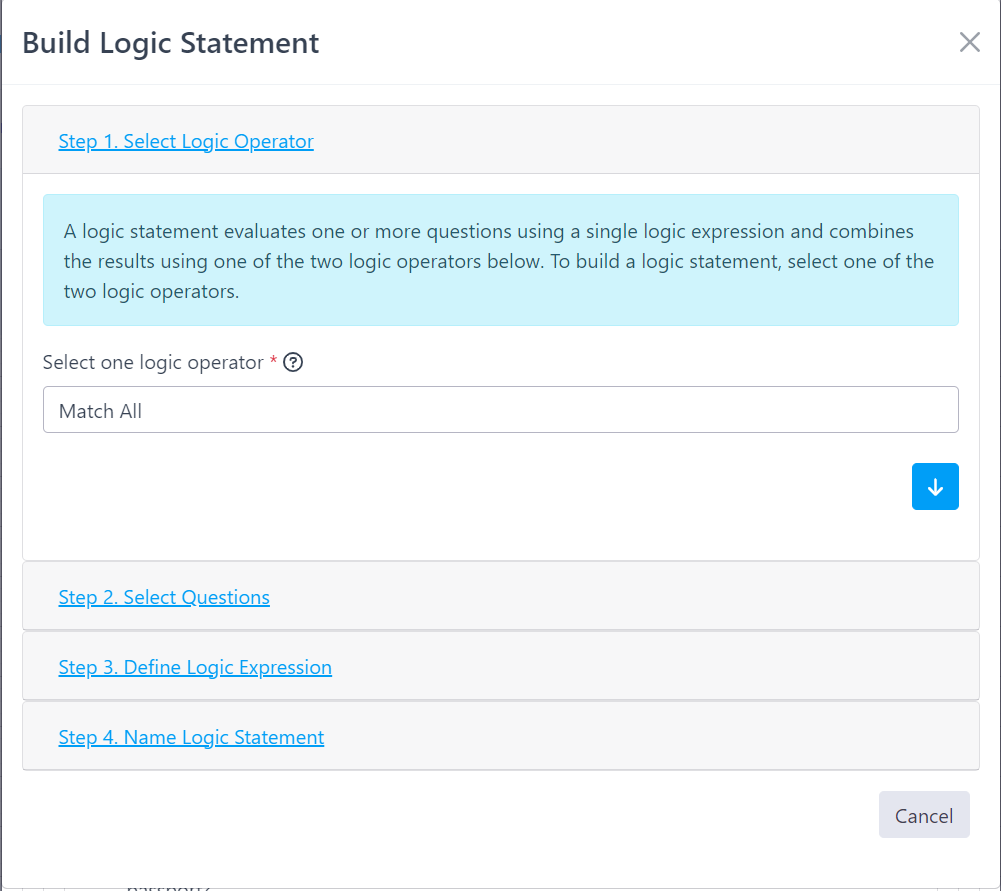 Build Logic Statement
Step 1. Select Logic Operator
A logic statement evaluates one or more questions using a single logic expression and combines
the results using one of the two logic operators below. To build a logic statement, select one of the
two logic operators.
Select one logic operator *
Match All
Step 2. Select Questions
Step 3. Define Logic Expression
Step 4. Name Logic Statement
Cancel